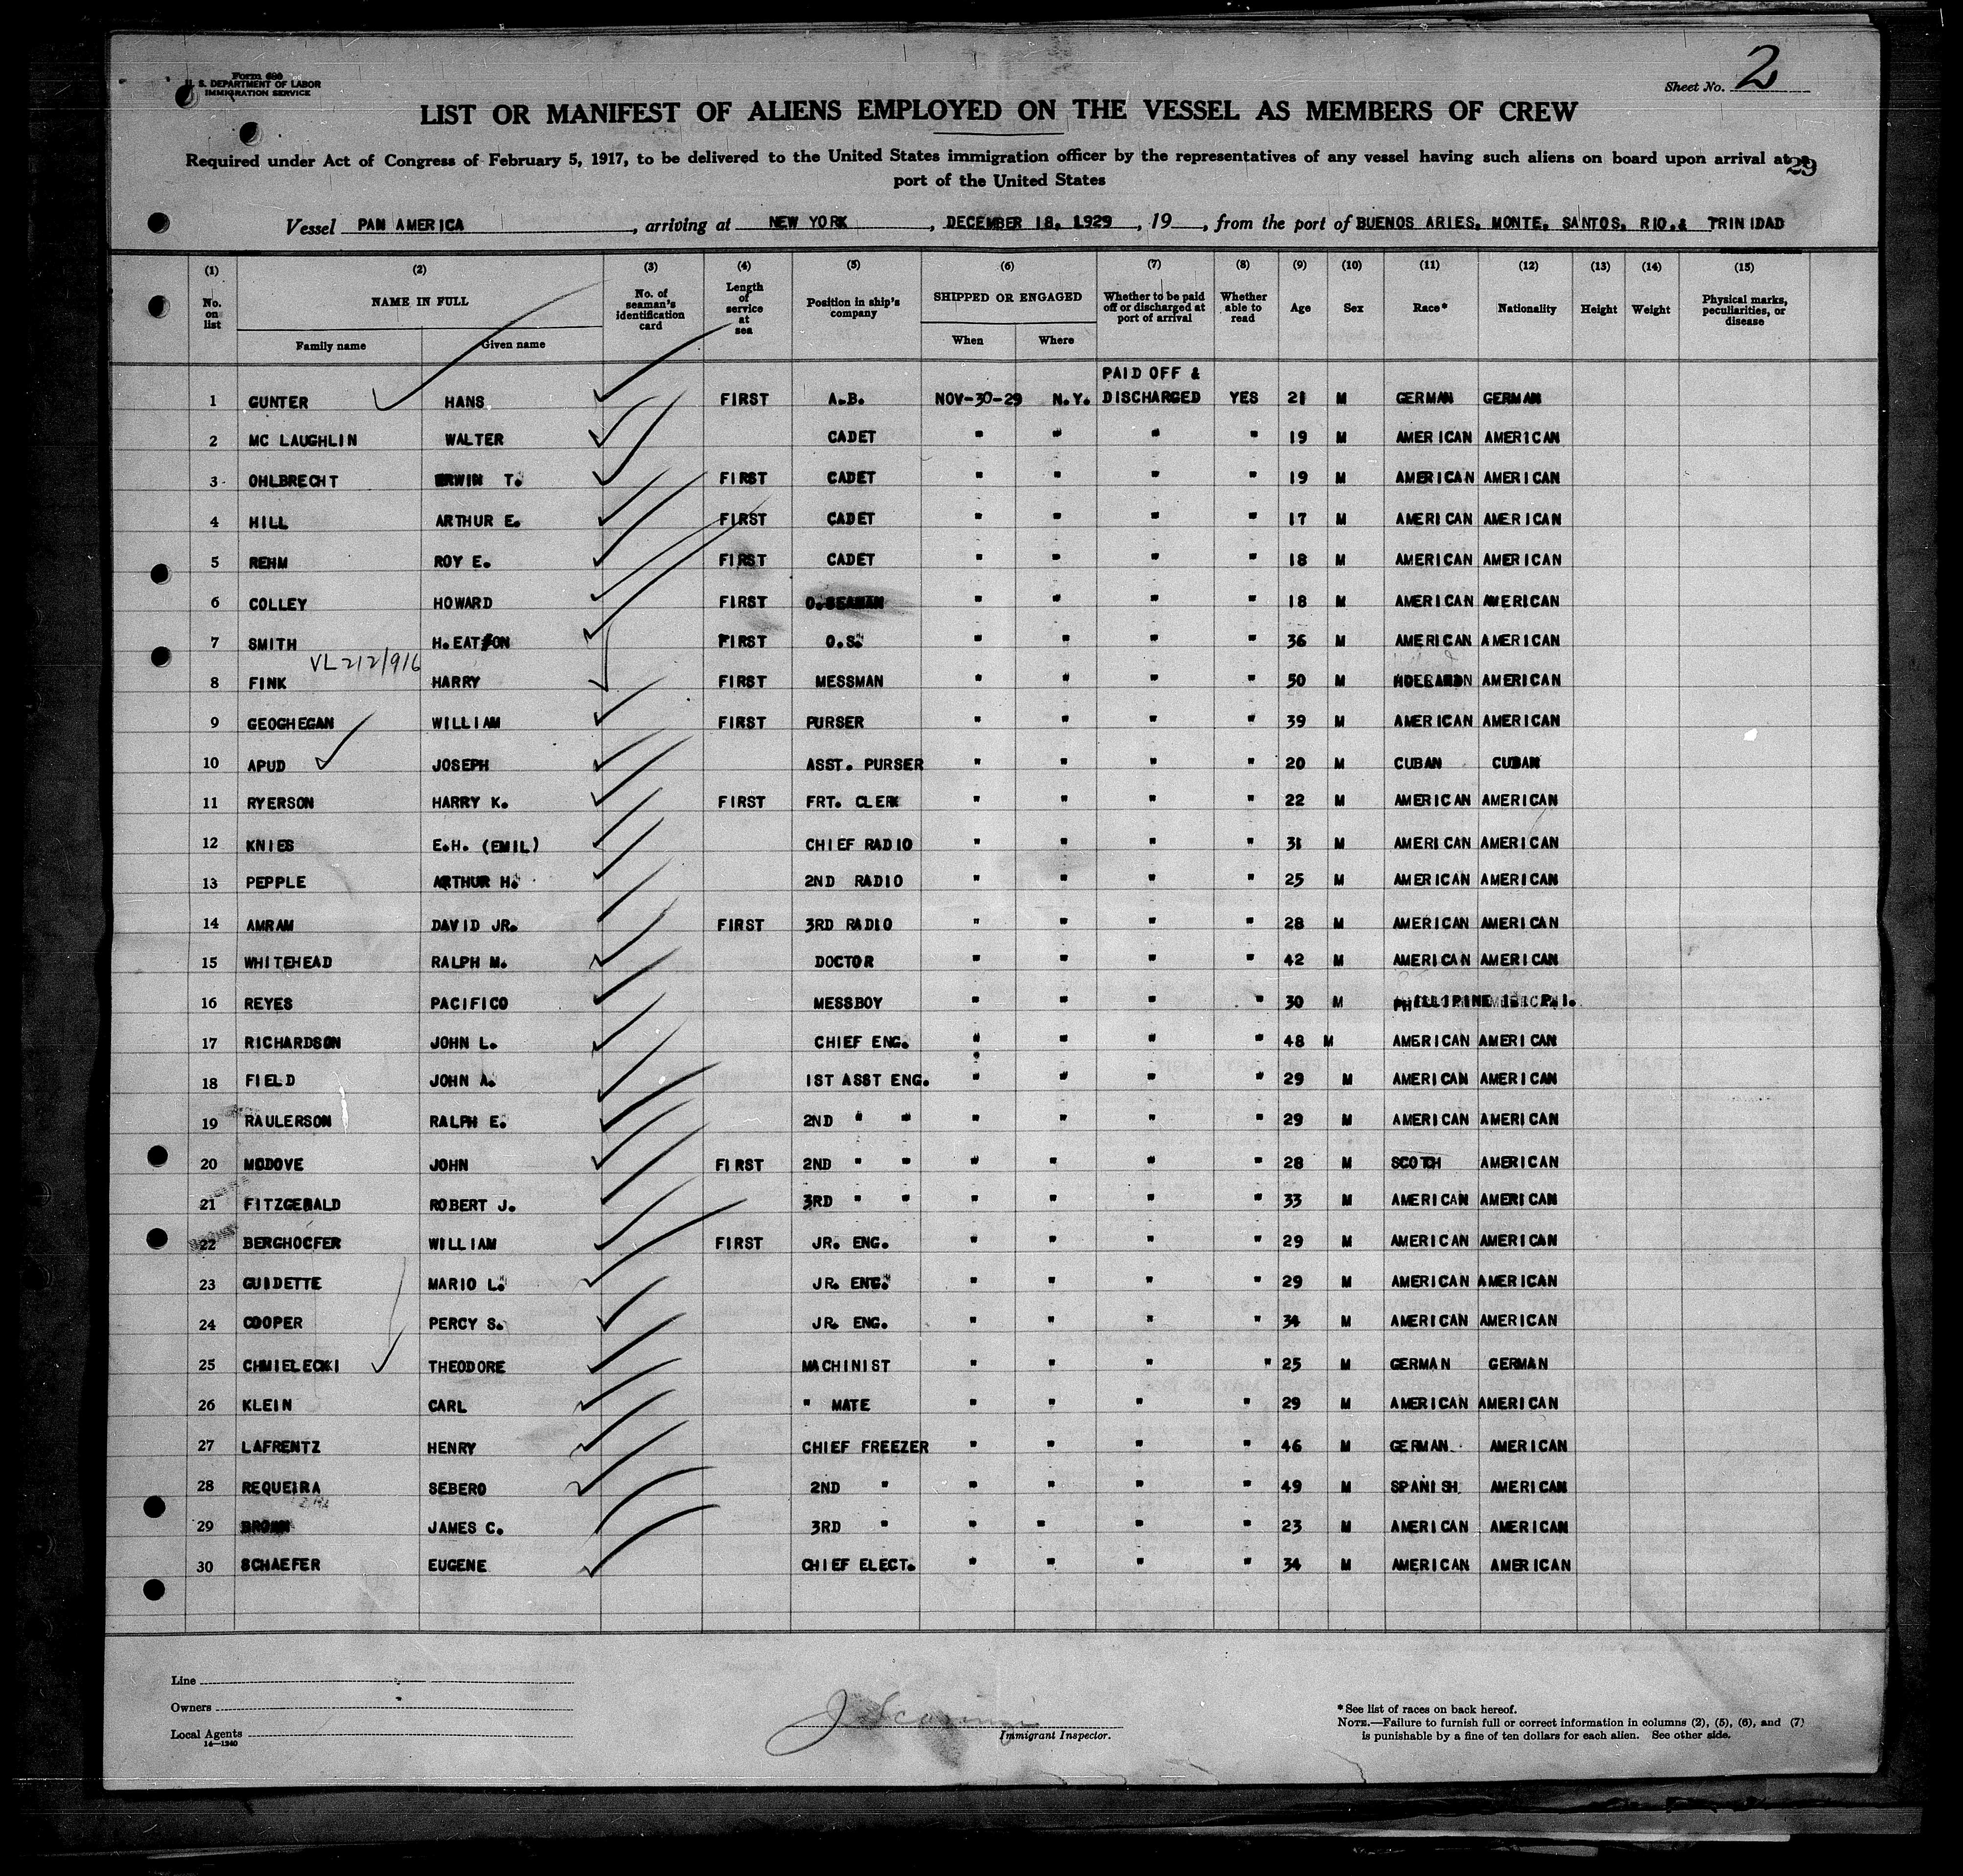 Form 680
U. S. DEPARTMENT OF LABOR
IMMIGRATION SERVICE
Sheet No. 2
LIST OR MANIFEST OF ALIENS EMPLOYED ON THE VESSEL AS MEMBERS OF CREW
Required under Act of Congress of February 5, 1917, to be delivered to the United States immigration officer by the representatives of any vessel having such aliens on board upon arrival at a
port of the United States
29
Vessel PAN AMERICA, arriving at NEW YORK, DECEMBER 18, 1929, 19, from the port of BUENOS ARIES, MONTE, SANTOS, RIO.& TRINIDAD
(1) (2) (3) (4) (5) (6) (7) (8) (9) (10) (11) (12) (13) (14) (15)
No. on list NAME IN FULL Family name Given name No. of seaman's identification card Length of service at sea Position in ship's company SHIPPED OR ENGAGED When Where Whether to be paid off or discharged at port of arrival Whether able to read Age Sex Race* Nationality Height Weight Physical marks, peculiarities, or disease
PAID OFF &
1 GUNTER HANS FIRST A.B. NOV-30-29 N.Y. DISCHARGED YES 21 M GERMAN GERMAN
2 MC LAUGHLIN WALTER CADET " " " " 19 M AMERICAN AMERICAN
3 OHLBRECHT ERWIN T. FIRST CADET " " " " 19 M AMERICAN AMERICAN
4 HILL ARTHUR E. FIRST CADET " " " " 17 M AMERICAN AMERICAN
5 REHM ROY E. FIRST CADET " " " " 18 M AMERICAN AMERICAN
6 COLLEY HOWARD FIRST O.SEAMAN " " " " 18 M AMERICAN AMERICAN
7 SMITH H.EATON FIRST O.S. " " " " 36 M AMERICAN AMERICAN
VL 212/916
8 FINK HARRY FIRST MESSMAN " " " " 50 M AMERICAN
9 GEOGHEGAN WILLIAM FIRST PURSER " " " " 39 M AMERICAN AMERICAN
10 APUD JOSEPH ASST. PURSER " " " " 20 M CUBAN CUBAN
11 RYERSON HARRY K. FIRST FRT. CLERK " " " " 22 M AMERICAN AMERICAN
12 KNIES E.H. (EMIL) CHIEF RADIO " " " " 31 M AMERICAN AMERICAN
13 PEPPLE ARTHUR H. 2ND RADIO " " " " 25 M AMERICAN AMERICAN
14 AMRAM DAVID JR. FIRST 3RD RADIO " " " " 28 M AMERICAN AMERICAN
15 WHITEHEAD RALPH M. DOCTOR " " " " 42 M AMERICAN AMERICAN
16 REYES PACIFICO MESSBOY " " " " 30 M PHILLIPINE IS. P.I.
17 RICHARDSON JOHN L. CHIEF ENG. " " " " 48 M AMERICAN AMERICAN
18 FIELD JOHN A. 1ST ASST ENG. " " " " 29 M AMERICAN AMERICAN
19 RAULERSON RALPH E. 2ND " " " " " " 29 M AMERICAN AMERICAN
20 MCDOVE JOHN FIRST 2ND " " " " " " 28 M SCOTCH AMERICAN
21 FITZGERALD ROBERT J. 3RD " " " " " " 33 M AMERICAN AMERICAN
22 BERGHOEFER WILLIAM FIRST JR. ENG. " " " " 29 M AMERICAN AMERICAN
23 GUIDETTE MARIO L. JR. ENG. " " " " 29 M AMERICAN AMERICAN
24 COOPER PERCY S. JR. ENG. " " " " 34 M AMERICAN AMERICAN
25 CHMIELECKI THEODORE MACHINIST " " " " 25 M GERMAN GERMAN
26 KLEIN CARL " MATE " " " " 29 M AMERICAN AMERICAN
27 LAFRENTZ HENRY CHIEF FREEZER " " " " 46 M GERMAN AMERICAN
28 REQUEIRA SEBERO 2ND " " " " " 49 M SPANISH AMERICAN
29 BROWN JAMES C. 3RD " " " " " 23 M AMERICAN AMERICAN
30 SCHAEFER EUGENE CHIEF ELECT. " " " " 34 M AMERICAN AMERICAN
Line
Owners
Local Agents
14—1240
Immigrant Inspector.
* See list of races on back hereof.
NOTE.—Failure to furnish full or correct information in columns (2), (5), (6), and (7)
is punishable by a fine of ten dollars for each alien. See other side.